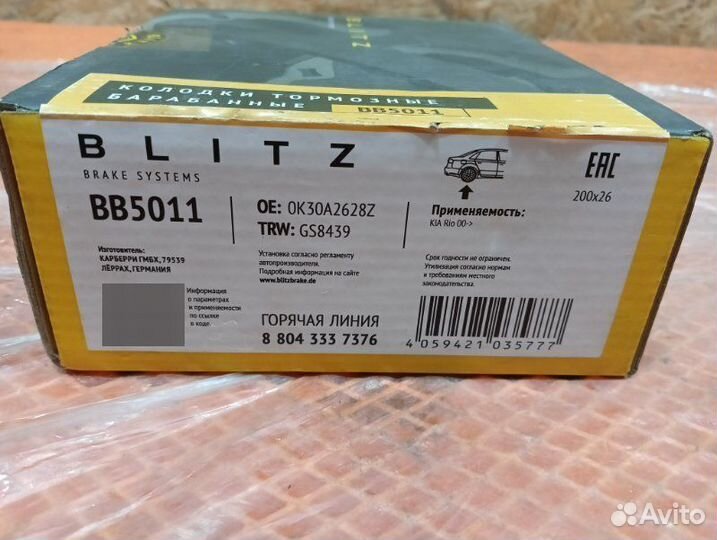 BLITZ
КОЛОДКИ ТОРМОЗНЫЕ
БАРАБАННЫЕ
BB5011
BLITZ
BRAKE SYSTEMS
BB5011
OE: 0K30A2628Z
TRW: GS8439
Изготовитель:
КАРБЕРРИ ГМБХ,79539
ЛЁРРАХ, ГЕРМАНИЯ
Информация
о параметрах
и применяемости
по ссылке
в коде.
Установка согласно регламенту
автопроизводителя.
Подробная информация на сайте
www.blitzbrake.de
ГОРЯЧАЯ ЛИНИЯ
8 804 333 7376
EAC
200x26
Применяемость:
KIA Rio 00->
Срок годности не ограничен.
Утилизация согласно нормам
и требованиям местного
законодательства.
4 059421 035777
Avito